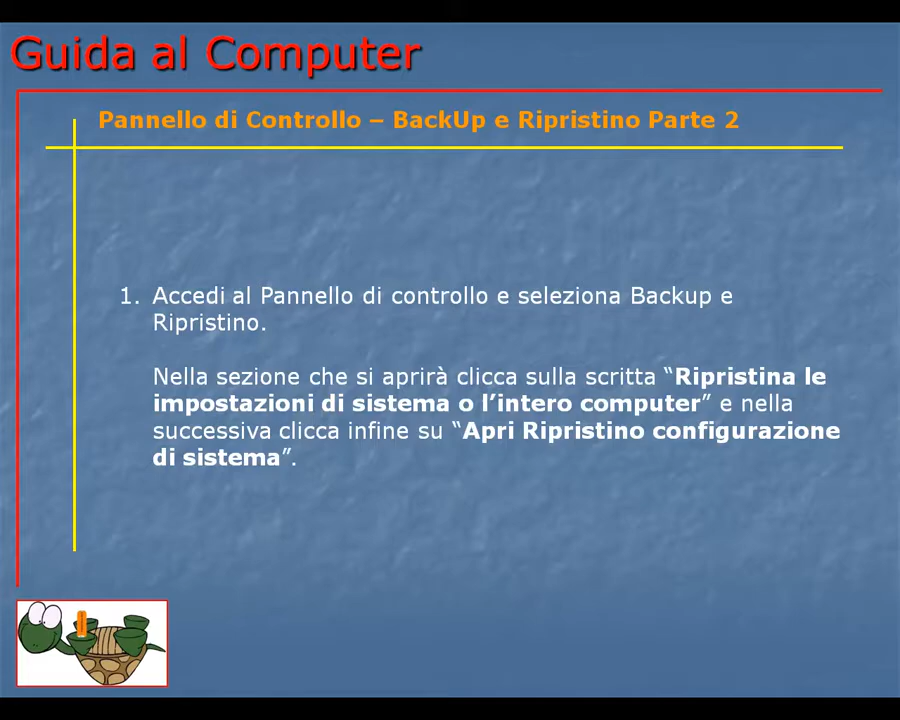 Guida al Computer
Pannello di Controllo – BackUp e Ripristino Parte 2
1. Accedi al Pannello di controllo e seleziona Backup e
Ripristino.
Nella sezione che si aprirà clicca sulla scritta “Ripristina le
impostazioni di sistema o l’intero computer” e nella
successiva clicca infine su “Apri Ripristino configurazione
di sistema”.